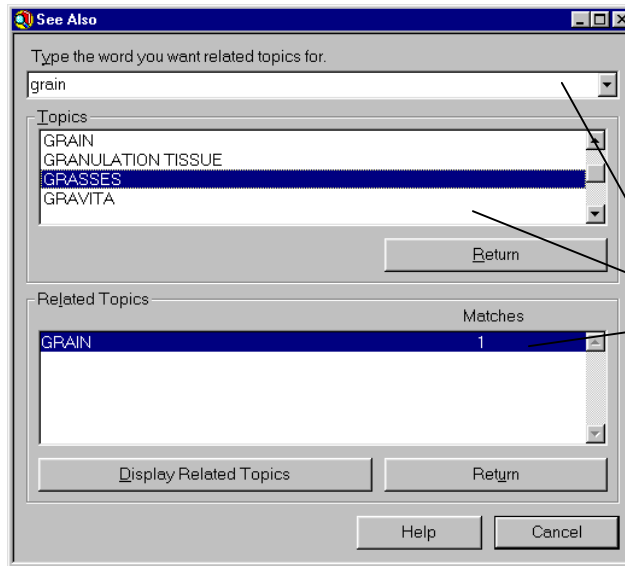 See Also
Type the word you want related topics for.
grain
Topics
GRAIN
GRANULATION TISSUE
GRASSES
GRAVITA
Return
Related Topics
Matches
GRAIN 1
Display Related Topics Return
Help Cancel